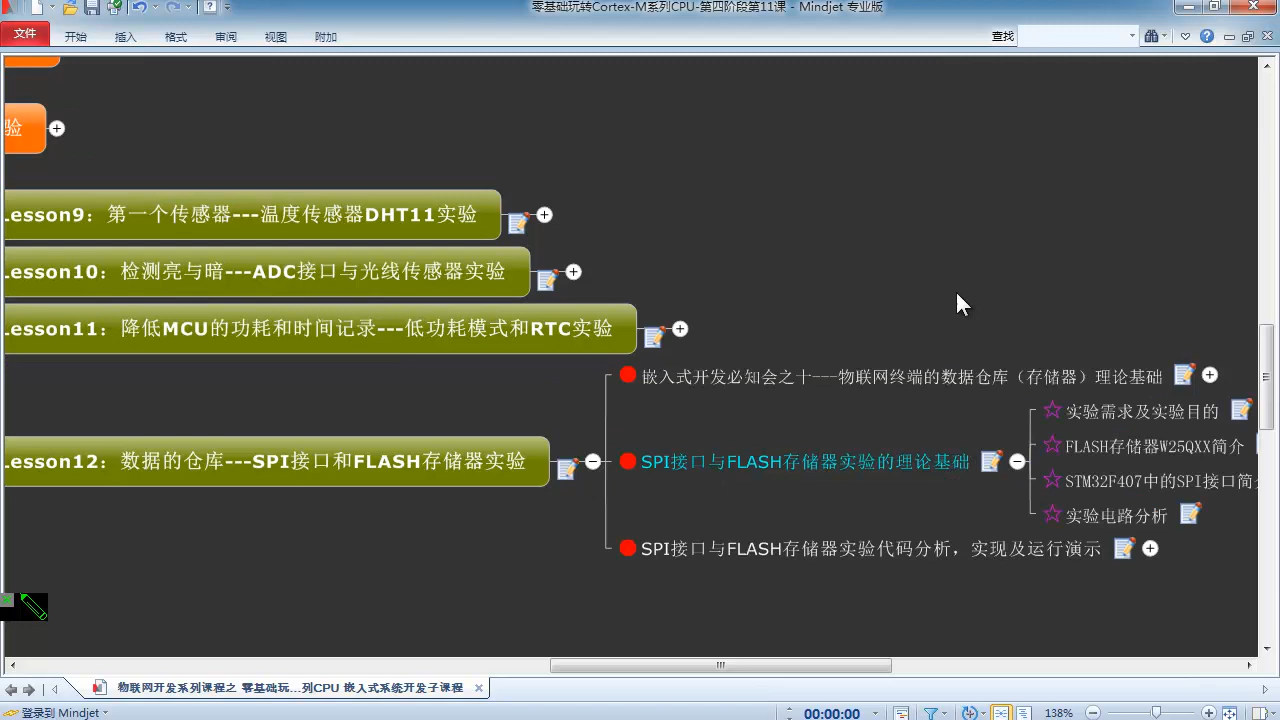 零基础玩转Cortex-M系列CPU-第四阶段第11课 - Mindjet 专业版
文件 开始 插入 格式 审阅 视图 附加 查找
验
Lesson9：第一个传感器---温度传感器DHT11实验
Lesson10：检测亮与暗---ADC接口与光线传感器实验
Lesson11：降低MCU的功耗和时间记录---低功耗模式和RTC实验
嵌入式开发必知会之十---物联网终端的数据仓库（存储器）理论基础
实验需求及实验目的
FLASH存储器W25QXX简介
Lesson12：数据的仓库---SPI接口和FLASH存储器实验
SPI接口与FLASH存储器实验的理论基础
STM32F407中的SPI接口简
实验电路分析
SPI接口与FLASH存储器实验代码分析，实现及运行演示
物联网开发系列课程之 零基础玩...列CPU 嵌入式系统开发子课程
登录到 Mindjet
00:00:00
138%